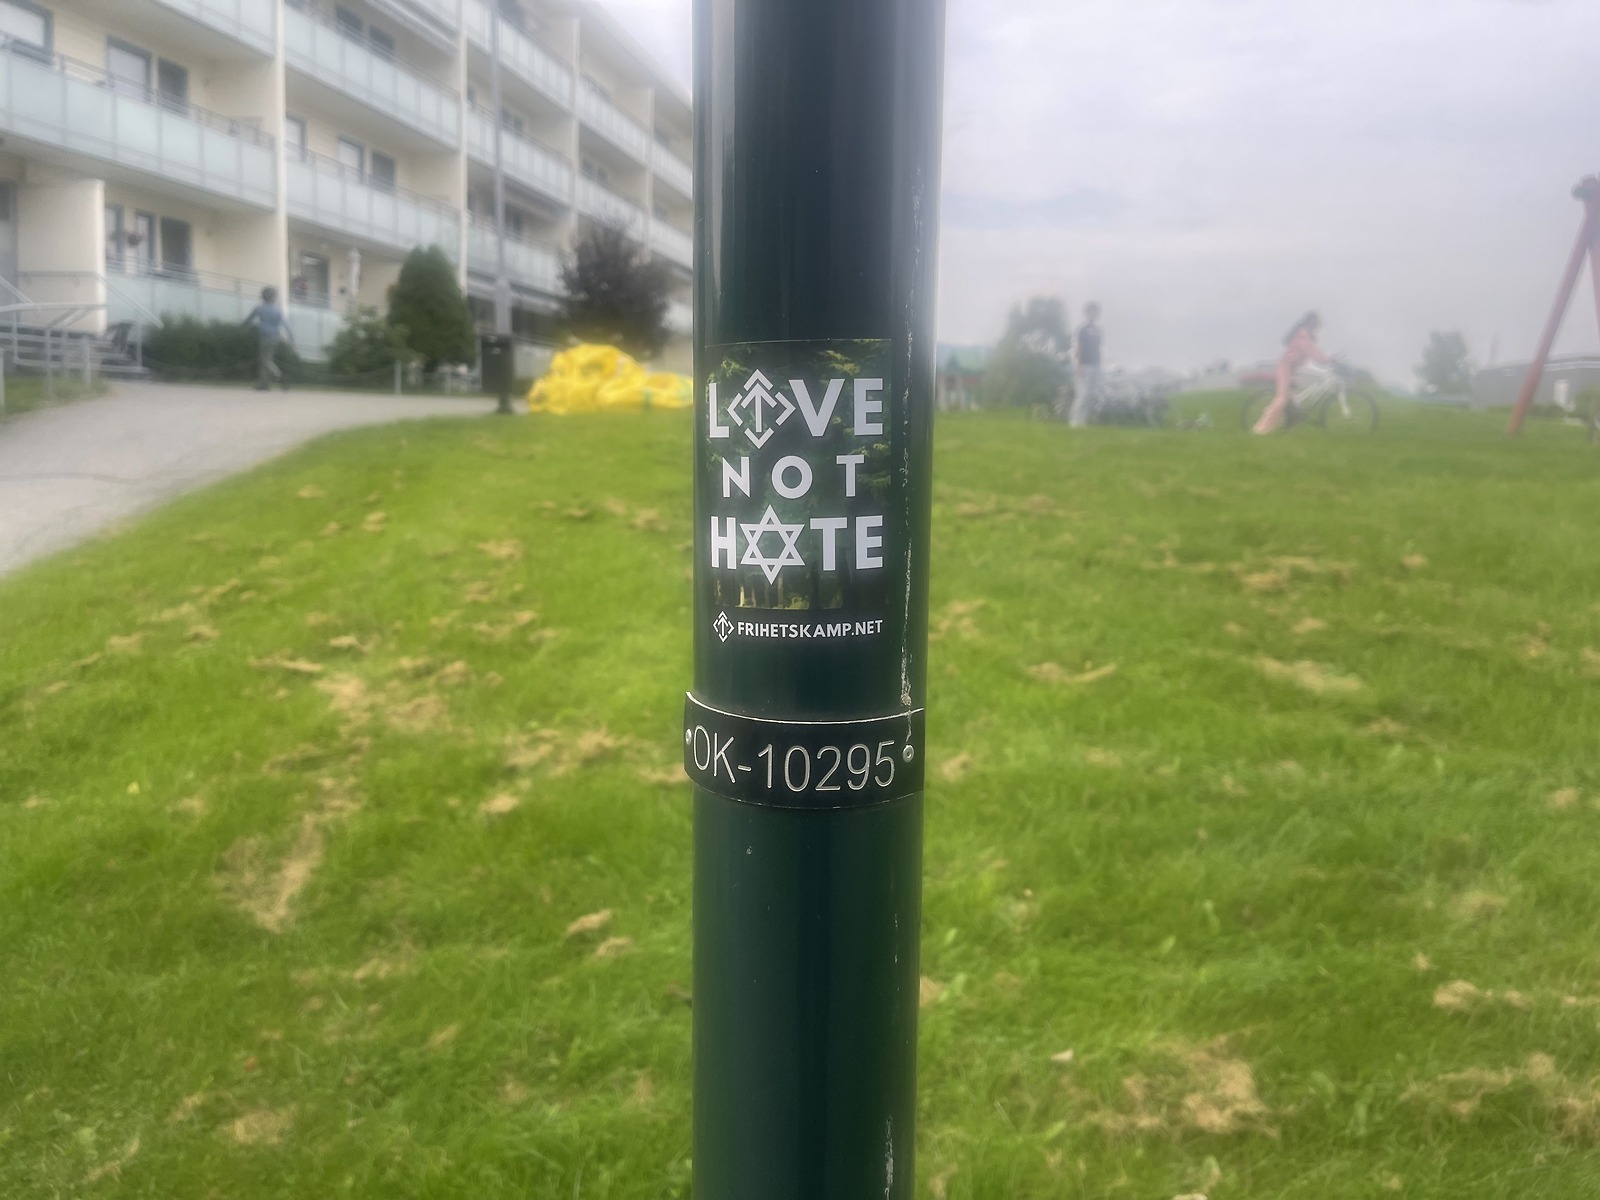 LOVE
NOT
HATE
FRIHETSKAMP.NET
OK-10295